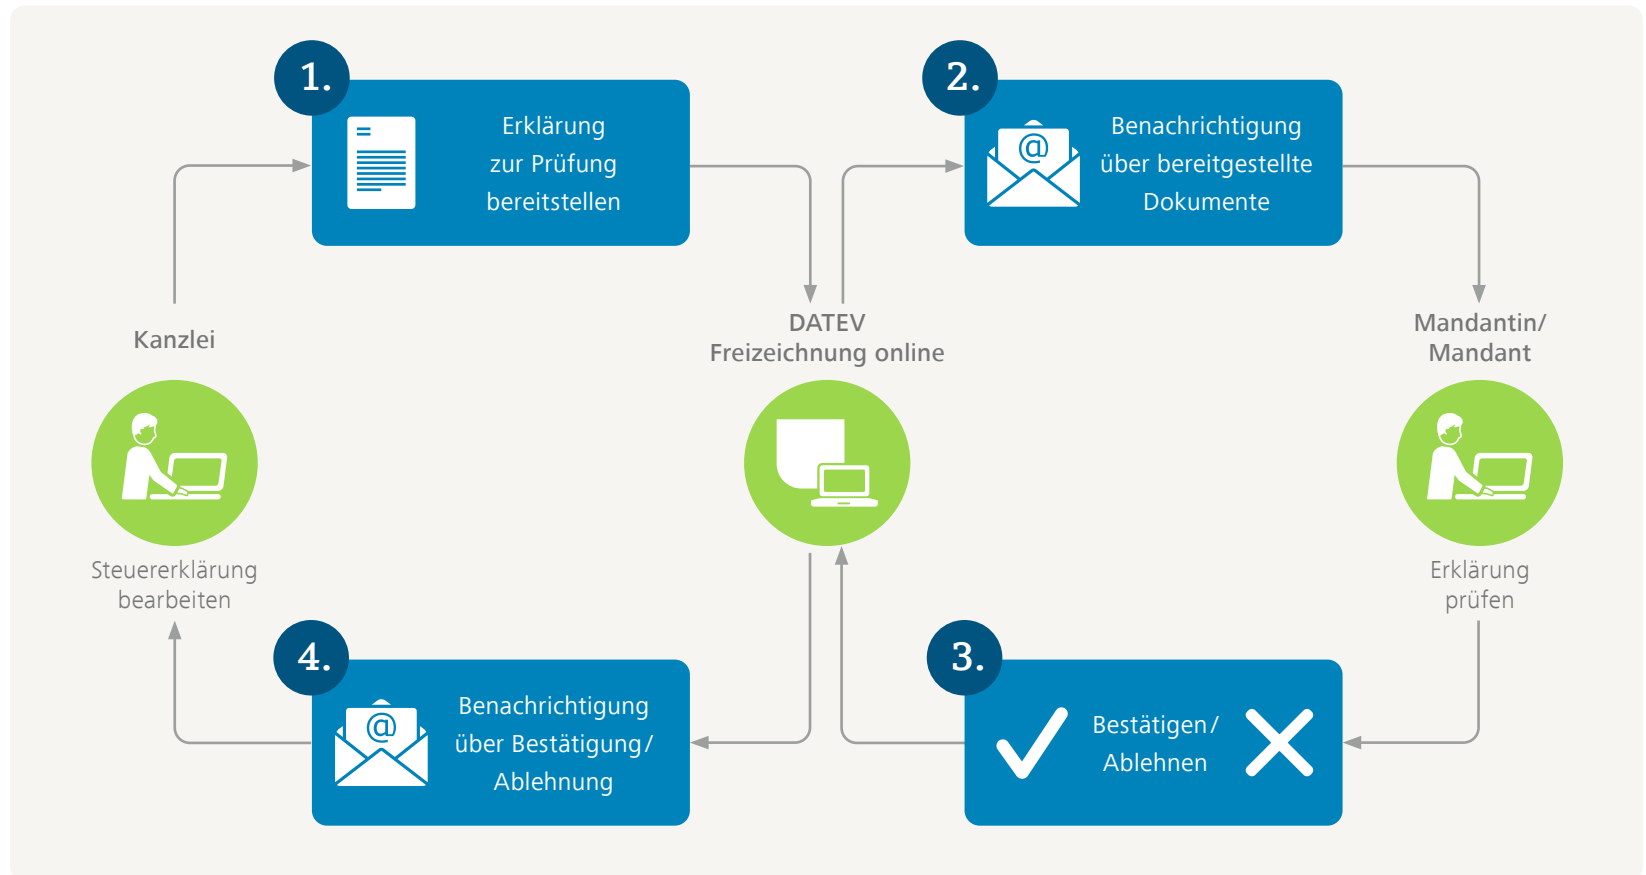 1.
Erklärung
zur Prüfung
bereitstellen
2.
@
Benachrichtigung
über bereitgestellte
Dokumente
Kanzlei
DATEV
Freizeichnung online
Mandantin/
Mandant
Steuererklärung
bearbeiten
Erklärung
prüfen
4.
@
Benachrichtigung
über Bestätigung/
Ablehnung
3.
Bestätigen/
Ablehnen